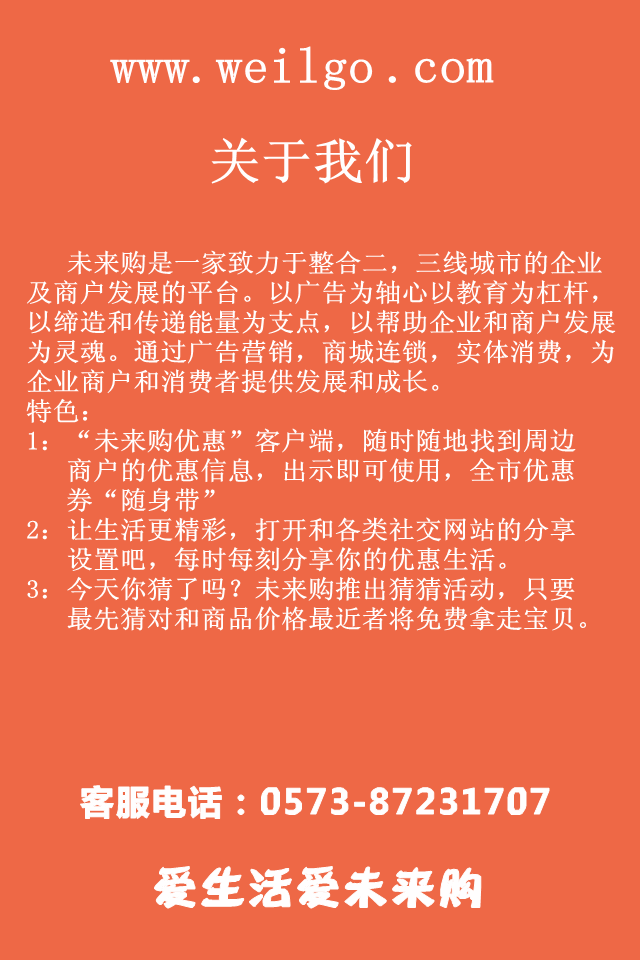 www.weilgo.com
关于我们
未来购是一家致力于整合二，三线城市的企业
及商户发展的平台。以广告为轴心以教育为杠杆，
以缔造和传递能量为支点，以帮助企业和商户发展
为灵魂。通过广告营销，商城连锁，实体消费，为
企业商户和消费者提供发展和成长。
特色：
1：“未来购优惠”客户端，随时随地找到周边
商户的优惠信息，出示即可使用，全市优惠
券“随身带”
2：让生活更精彩，打开和各类社交网站的分享
设置吧，每时每刻分享你的优惠生活。
3：今天你猜了吗？未来购推出猜猜活动，只要
最先猜对和商品价格最近者将免费拿走宝贝。
客服电话：0573-87231707
爱生活爱未来购